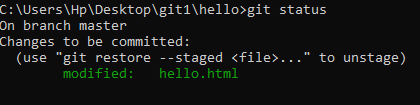 C:\Users\Hp\Desktop\git1\hello>git status
On branch master
Changes to be committed:
  (use "git restore --staged <file>..." to unstage)
        modified:   hello.html